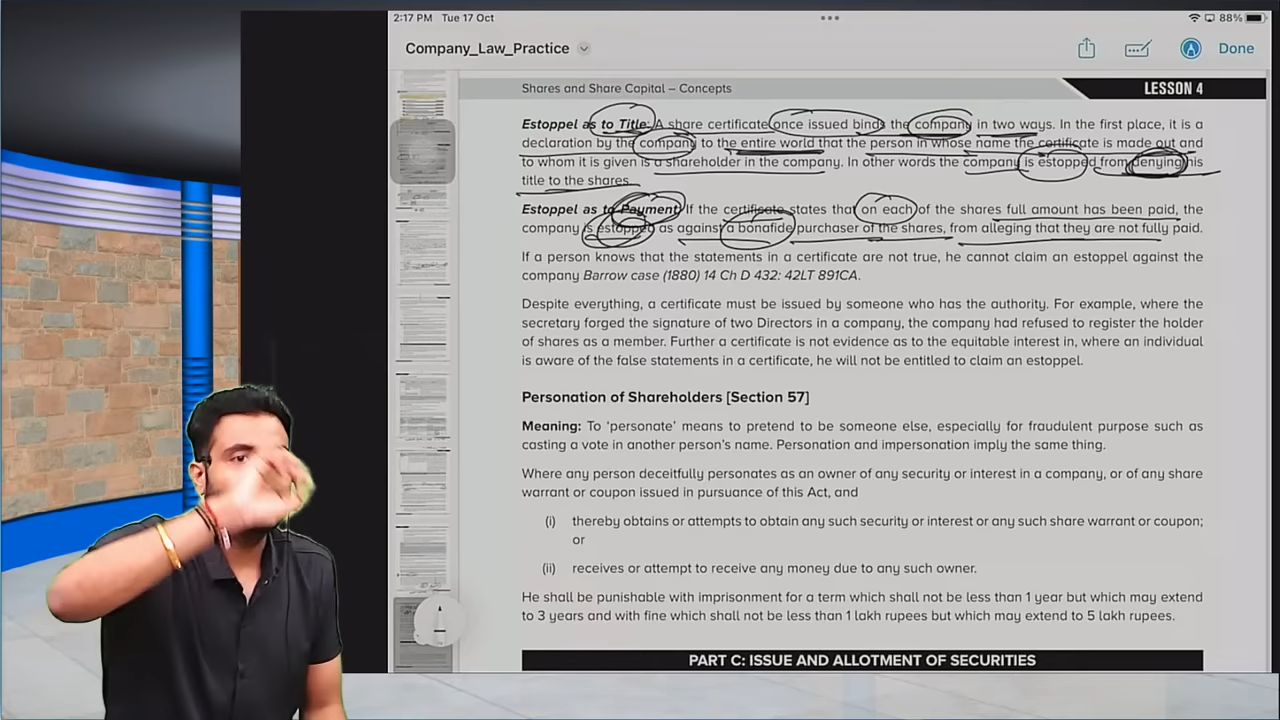 2:17 PM Tue 17 Oct
88%
Company_Law_Practice
Done
Shares and Share Capital – Concepts
LESSON 4
Estoppel as to Title: A share certificate once issued binds the company in two ways. In the first place, it is a
declaration by the company to the entire world that the person in whose name the certificate is made out and
to whom it is given is a shareholder in the company. In other words the company is estopped from denying his
title to the shares.
Estoppel as to Payment: If the certificate states that on each of the shares full amount has been paid, the
company is estopped as against a bonafide purchaser of the shares, from alleging that they are not fully paid.
If a person knows that the statements in a certificate are not true, he cannot claim an estoppel against the
company Barrow case (1880) 14 Ch D 432: 42LT 891CA.
Despite everything, a certificate must be issued by someone who has the authority. For example, where the
secretary forged the signature of two Directors in a company, the company had refused to register the holder
of shares as a member. Further a certificate is not evidence as to the equitable interest in, where an individual
is aware of the false statements in a certificate, he will not be entitled to claim an estoppel.
Personation of Shareholders [Section 57]
Meaning: To ‘personate’ means to pretend to be someone else, especially for fraudulent purpose such as
casting a vote in another person’s name. Personation and impersonation imply the same thing.
Where any person deceitfully personates as an owner of any security or interest in a company, or of any share
warrant or coupon issued in pursuance of this Act, and
(i) thereby obtains or attempts to obtain any such security or interest or any such share warrant or coupon;
or
(ii) receives or attempt to receive any money due to any such owner.
He shall be punishable with imprisonment for a term which shall not be less than 1 year but which may extend
to 3 years and with fine which shall not be less than 1 lakh rupees but which may extend to 5 lakh rupees.
PART C: ISSUE AND ALLOTMENT OF SECURITIES